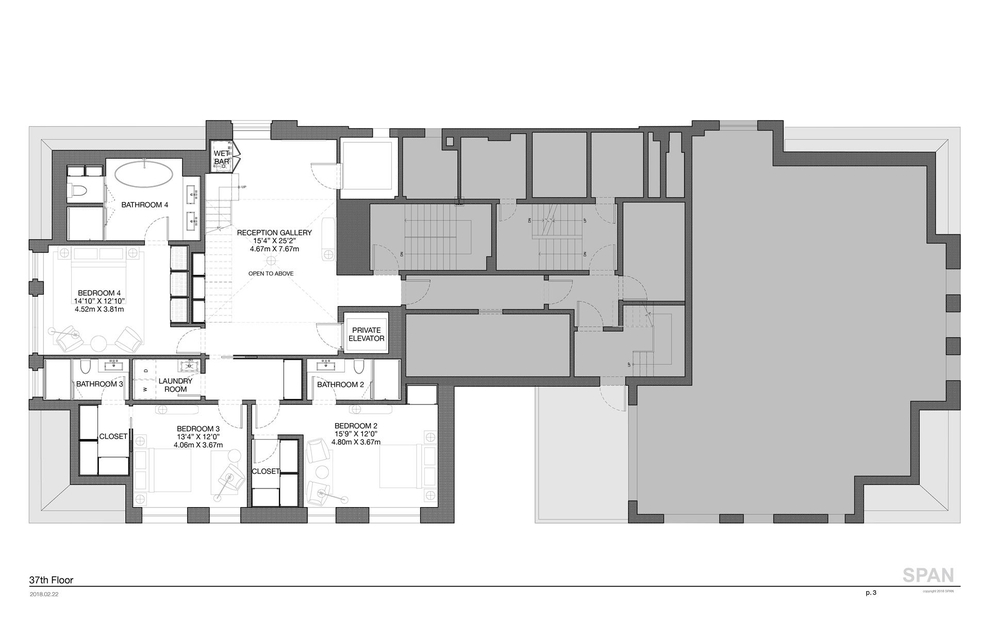 WET
BAR
BATHROOM 4
RECEPTION GALLERY
15'4" X 25'2"
4.67m X 7.67m
OPEN TO ABOVE
BEDROOM 4
14'10" X 12'10"
4.52m X 3.81m
PRIVATE
ELEVATOR
BATHROOM 3
W D
LAUNDRY
ROOM
BATHROOM 2
CLOSET
BEDROOM 3
13'4" X 12'0"
4.06m X 3.67m
BEDROOM 2
15'9" X 12'0"
4.80m X 3.67m
CLOSET
37th Floor
SPAN
2018.02.22
p. 3
copyright 2018 SPAN